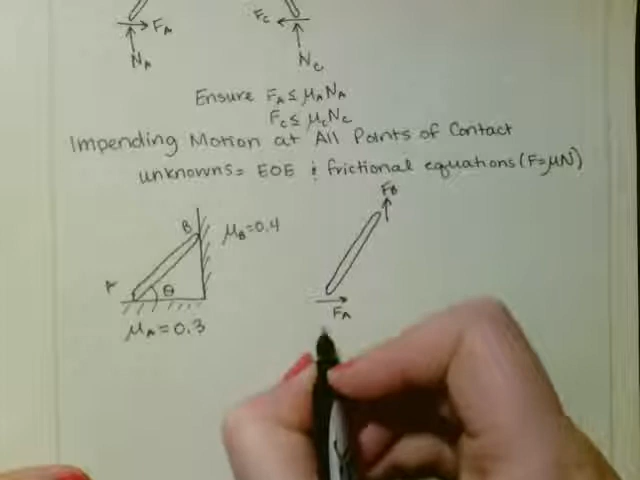 F_A F_C
N_A N_C
Ensure F_A ≤ μ_A N_A
F_C ≤ μ_C N_C
Impending Motion at All Points of Contact
unknowns = EOE & frictional equations (F=μN)
F_B
B μ_B=0.4
A θ
F_A
μ_A=0.3